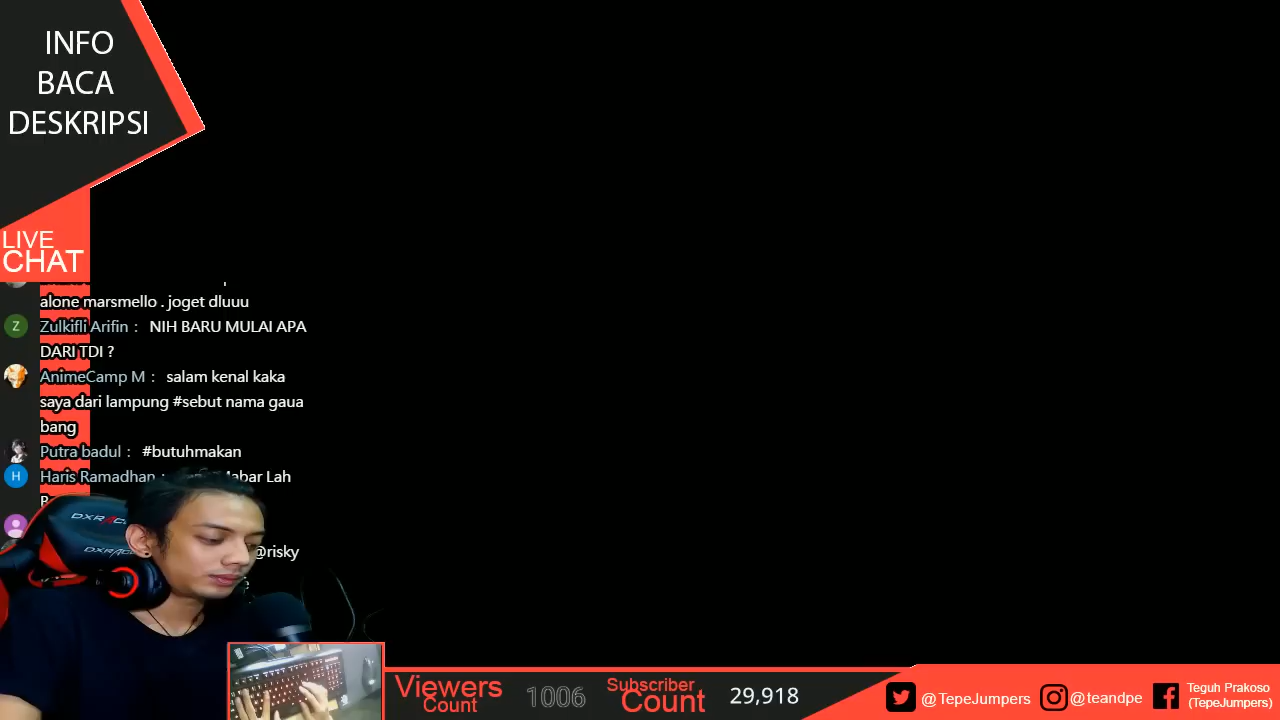 INFO
BACA
DESKRIPSI
LIVE
CHAT
alone marsmello . joget dluuu
Zulkifli Arifin : NIH BARU MULAI APA
DARI TDI ?
AnimeCamp M : salam kenal kaka
saya dari lampung #sebut nama gaua
bang
Putra badul : #butuhmakan
Haris Ramadhan : Lah
@risky
DXRACER
Viewers
Count
1006
Subscriber
Count
29,918
@TepeJumpers
@teandpe
Teguh Prakoso
(TepeJumpers)